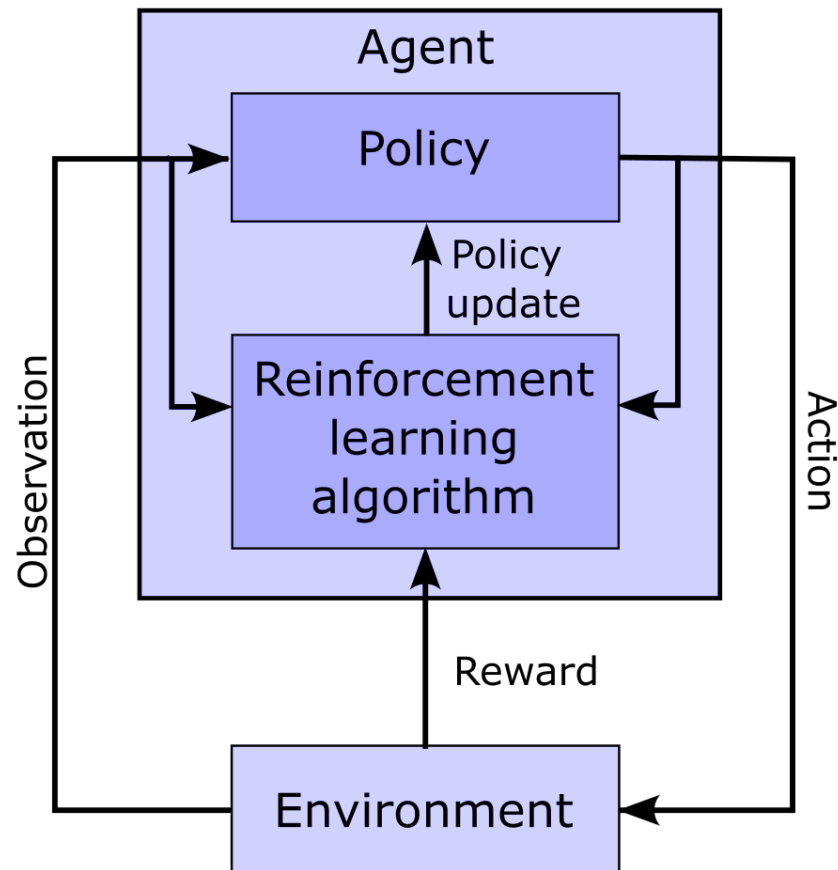 Agent
Policy
Policy
update
Reinforcement
learning
algorithm
Observation
Action
Reward
Environment